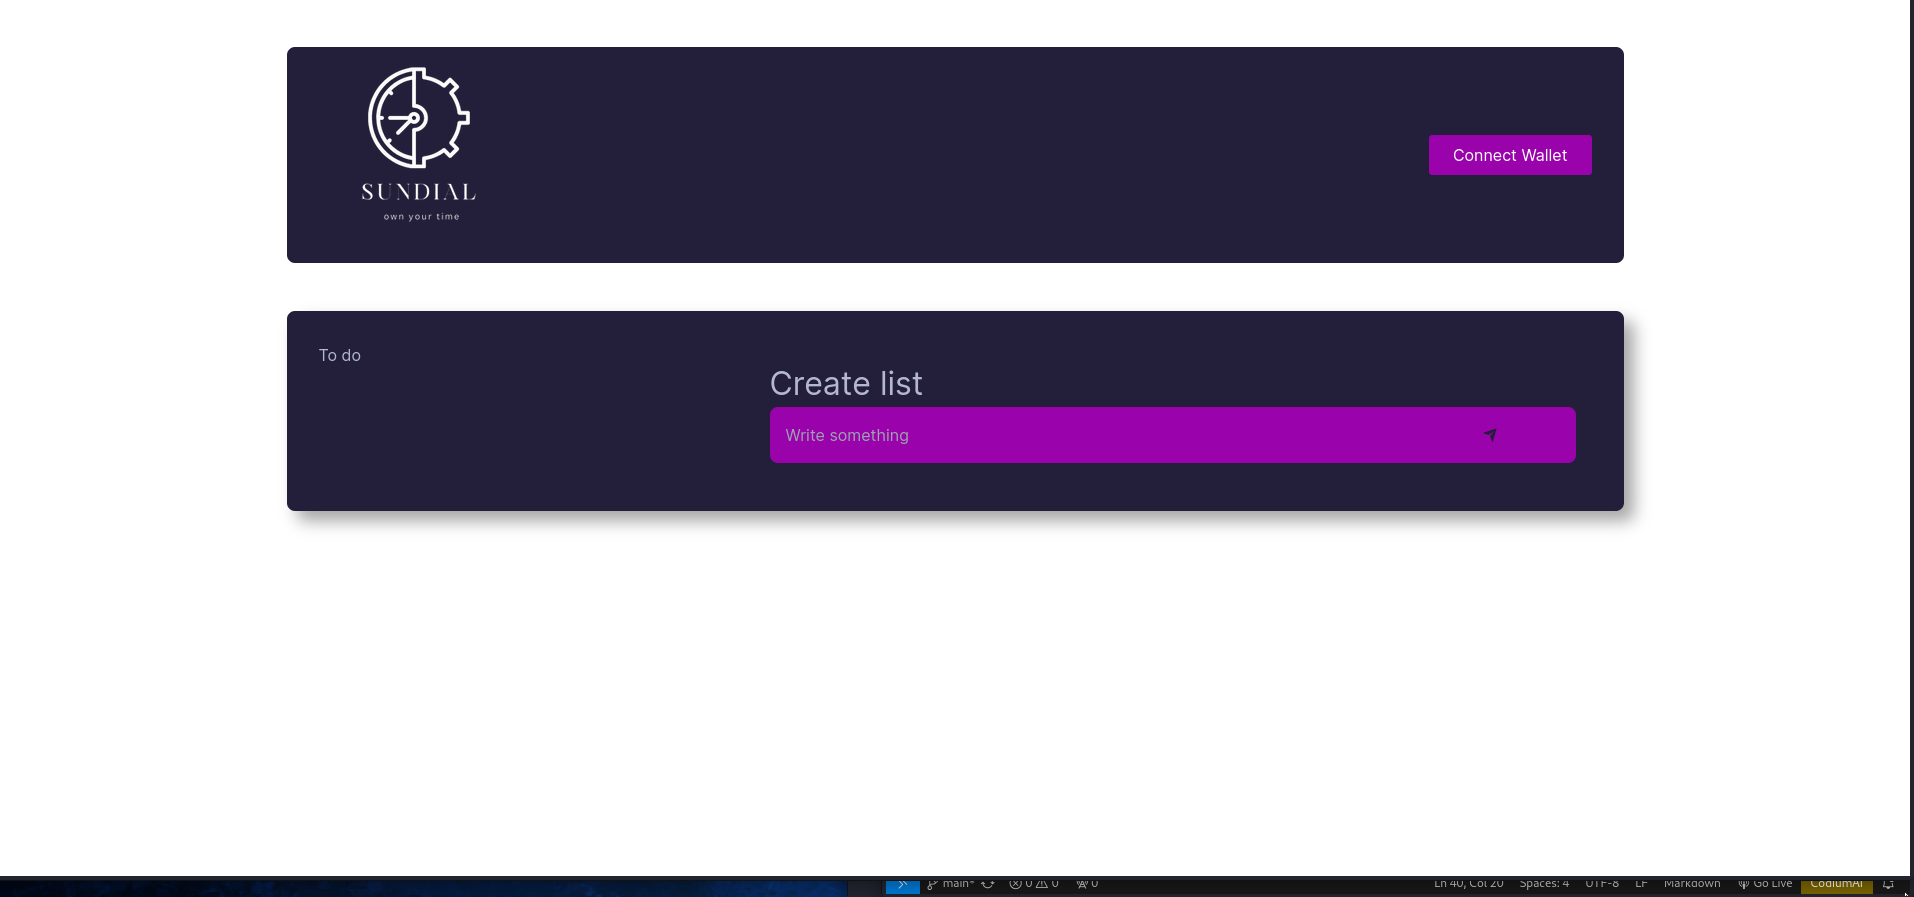 SUNDIAL
own your time
Connect Wallet
To do
Create list
Write something
main* 0 0 0 Ln 40, Col 20 Spaces: 4 UTF-8 LF Markdown Go Live CodiumAI